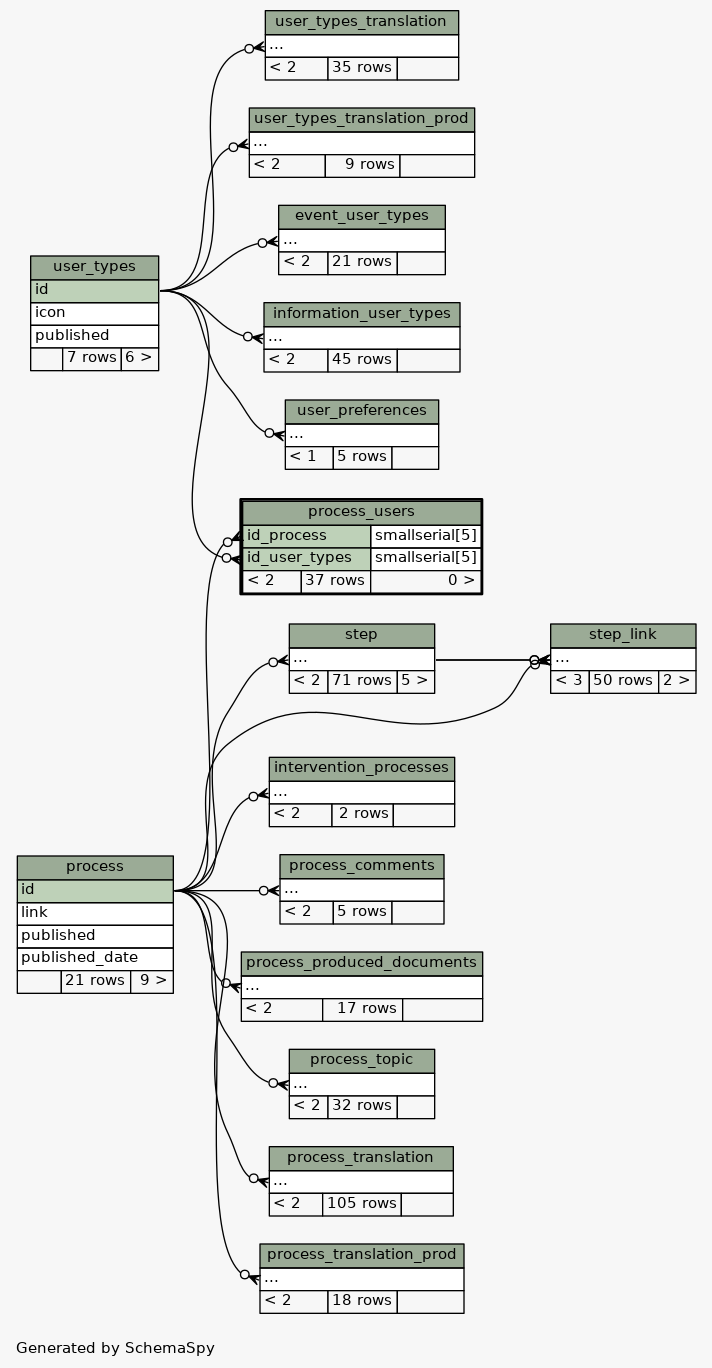 user_types_translation
...
< 2 35 rows
user_types_translation_prod
...
< 2 9 rows
event_user_types
...
< 2 21 rows
user_types
id
icon
published
7 rows 6 >
information_user_types
...
< 2 45 rows
user_preferences
...
< 1 5 rows
process_users
id_process smallserial[5]
id_user_types smallserial[5]
< 2 37 rows 0 >
step
...
< 2 71 rows 5 >
step_link
...
< 3 50 rows 2 >
intervention_processes
...
< 2 2 rows
process
id
link
published
published_date
21 rows 9 >
process_comments
...
< 2 5 rows
process_produced_documents
...
< 2 17 rows
process_topic
...
< 2 32 rows
process_translation
...
< 2 105 rows
process_translation_prod
...
< 2 18 rows
Generated by SchemaSpy